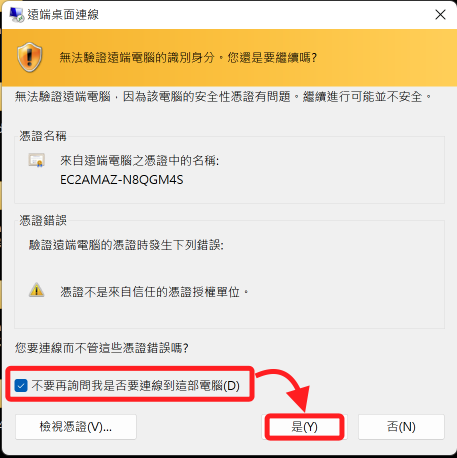 遠端桌面連線
無法驗證遠端電腦的識別身分。您還是要繼續嗎?
無法驗證遠端電腦，因為該電腦的安全性憑證有問題。繼續進行可能並不安全。
憑證名稱
來自遠端電腦之憑證中的名稱:
EC2AMAZ-N8QGM4S
憑證錯誤
驗證遠端電腦的憑證時發生下列錯誤:
憑證不是來自信任的憑證授權單位。
您要連線而不管這些憑證錯誤嗎?
不要再詢問我是否要連線到這部電腦(D)
檢視憑證(V)... 是(Y) 否(N)